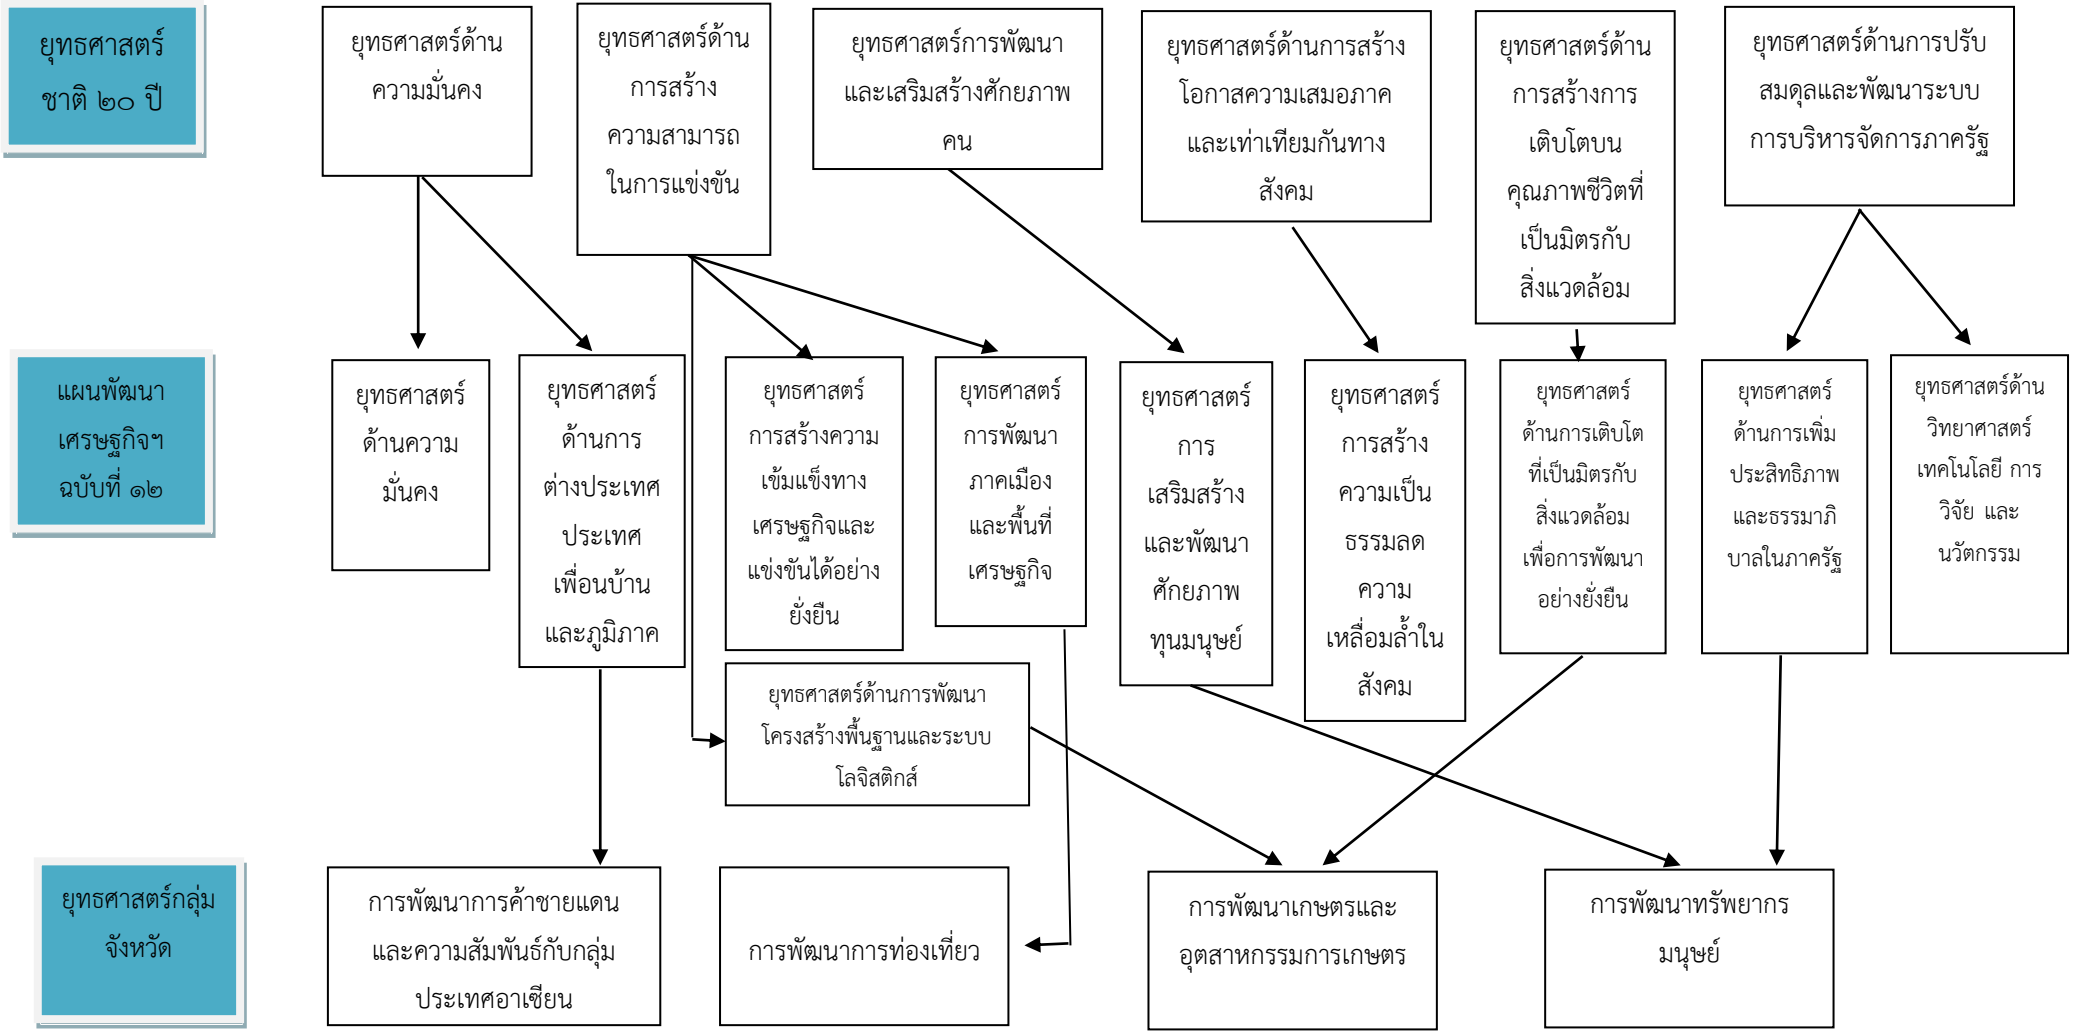 ยุทธศาสตร์
ชาติ ๒๐ ปี
ยุทธศาสตร์ด้าน
ความมั่นคง
ยุทธศาสตร์ด้าน
การสร้าง
ความสามารถ
ในการแข่งขัน
ยุทธศาสตร์การพัฒนา
และเสริมสร้างศักยภาพ
คน
ยุทธศาสตร์ด้านการสร้าง
โอกาสความเสมอภาค
และเท่าเทียมกันทาง
สังคม
ยุทธศาสตร์ด้าน
การสร้างการ
เติบโตบน
คุณภาพชีวิตที่
เป็นมิตรกับ
สิ่งแวดล้อม
ยุทธศาสตร์ด้านการปรับ
สมดุลและพัฒนาระบบ
การบริหารจัดการภาครัฐ
แผนพัฒนา
เศรษฐกิจฯ
ฉบับที่ ๑๒
ยุทธศาสตร์
ด้านความ
มั่นคง
ยุทธศาสตร์
ด้านการ
ต่างประเทศ
ประเทศ
เพื่อนบ้าน
และภูมิภาค
ยุทธศาสตร์
การสร้างความ
เข้มแข็งทาง
เศรษฐกิจและ
แข่งขันได้อย่าง
ยั่งยืน
ยุทธศาสตร์
การพัฒนา
ภาคเมือง
และพื้นที่
เศรษฐกิจ
ยุทธศาสตร์
การ
เสริมสร้าง
และพัฒนา
ศักยภาพ
ทุนมนุษย์
ยุทธศาสตร์
การสร้าง
ความเป็น
ธรรมลด
ความ
เหลื่อมล้ำใน
สังคม
ยุทธศาสตร์
ด้านการเติบโต
ที่เป็นมิตรกับ
สิ่งแวดล้อม
เพื่อการพัฒนา
อย่างยั่งยืน
ยุทธศาสตร์
ด้านการเพิ่ม
ประสิทธิภาพ
และธรรมาภิ
บาลในภาครัฐ
ยุทธศาสตร์ด้าน
วิทยาศาสตร์
เทคโนโลยี การ
วิจัย และ
นวัตกรรม
ยุทธศาสตร์ด้านการพัฒนา
โครงสร้างพื้นฐานและระบบ
โลจิสติกส์
ยุทธศาสตร์กลุ่ม
จังหวัด
การพัฒนาการค้าชายแดน
และความสัมพันธ์กับกลุ่ม
ประเทศอาเซียน
การพัฒนาการท่องเที่ยว
การพัฒนาเกษตรและ
อุตสาหกรรมการเกษตร
การพัฒนาทรัพยากร
มนุษย์